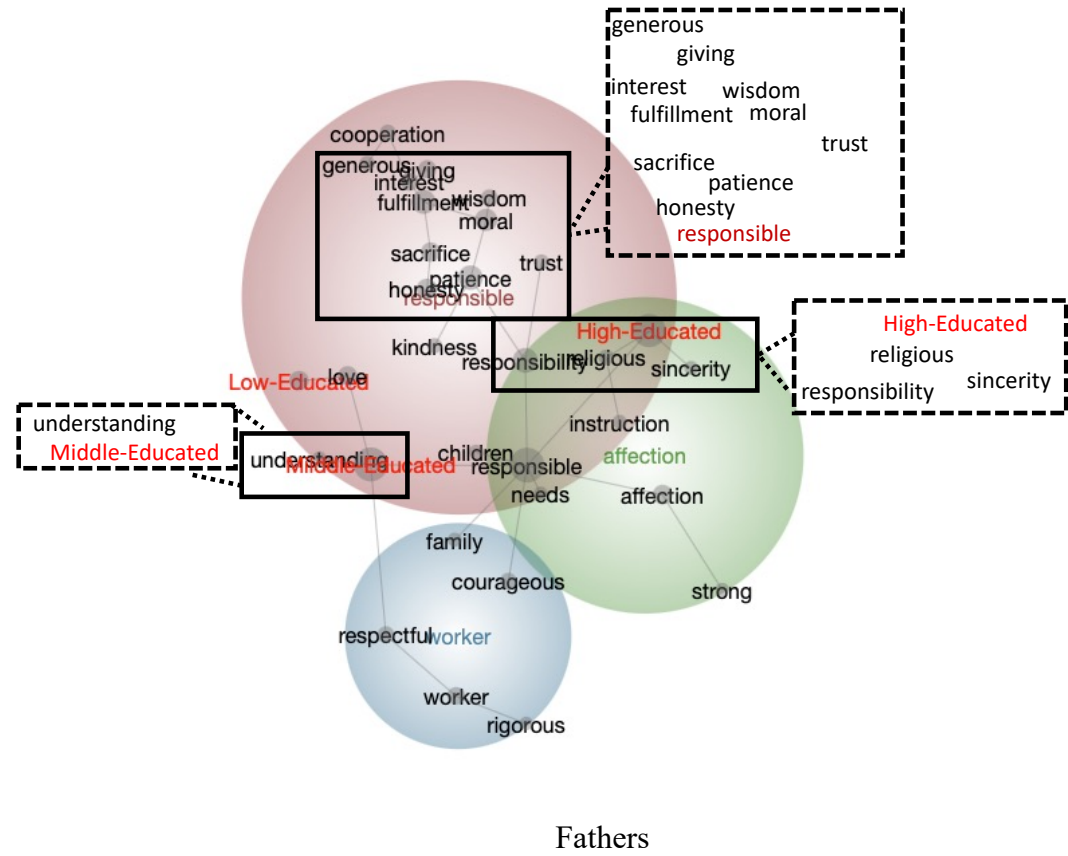 generous
giving
interest
wisdom
fulfillment
moral
trust
sacrifice
patience
honesty
responsible
cooperation
generous
giving
interest
wisdom
fulfillment
moral
sacrifice
trust
patience
honesty
responsible
High-Educated
High-Educated
kindness
responsibility
religious
sincerity
religious
responsibility
sincerity
Low-Educated
love
understanding
Middle-Educated
instruction
understanding
Middle-Educated
children
responsible
affection
needs
affection
family
courageous
strong
respectful
worker
worker
rigorous
Fathers